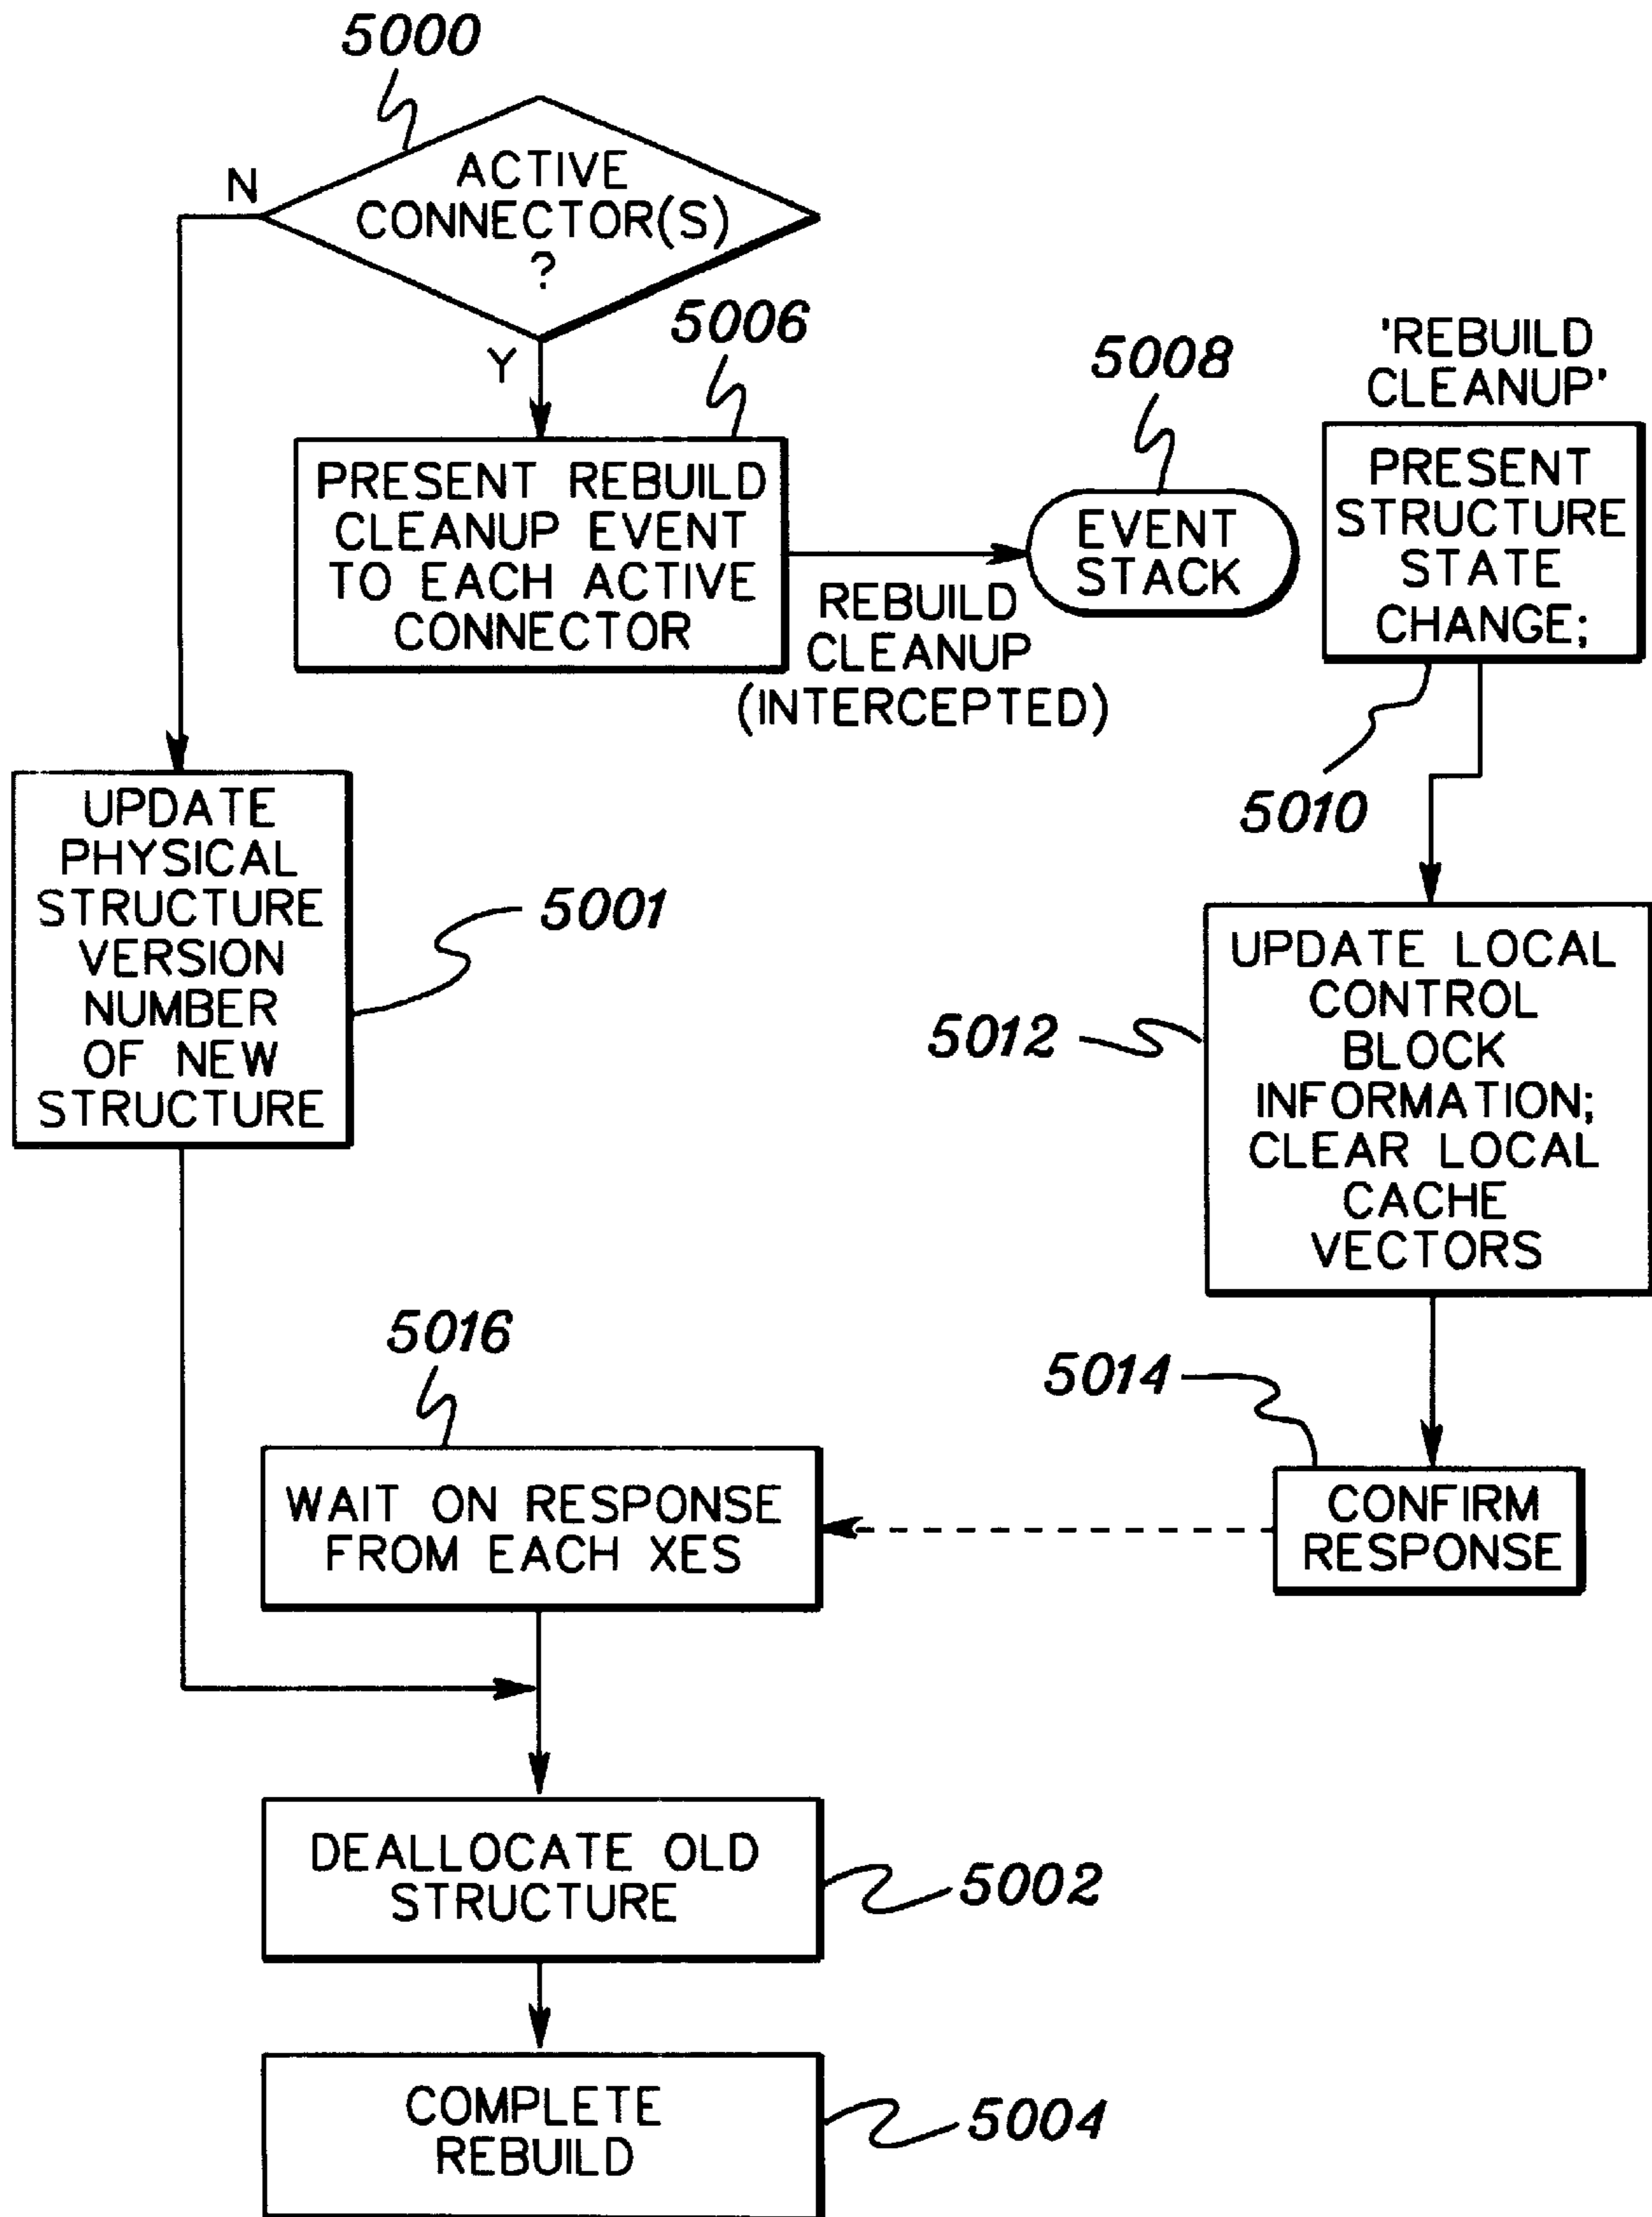 5000
N
ACTIVE
CONNECTOR(S)
?
Y
5006
PRESENT REBUILD
CLEANUP EVENT
TO EACH ACTIVE
CONNECTOR
REBUILD
CLEANUP
(INTERCEPTED)
5008
EVENT
STACK
'REBUILD
CLEANUP'
PRESENT
STRUCTURE
STATE
CHANGE;
5010
UPDATE
PHYSICAL
STRUCTURE
VERSION
NUMBER
OF NEW
STRUCTURE
5001
5012
UPDATE LOCAL
CONTROL
BLOCK
INFORMATION;
CLEAR LOCAL
CACHE
VECTORS
5014
CONFIRM
RESPONSE
5016
WAIT ON RESPONSE
FROM EACH XES
DEALLOCATE OLD
STRUCTURE
5002
COMPLETE
REBUILD
5004